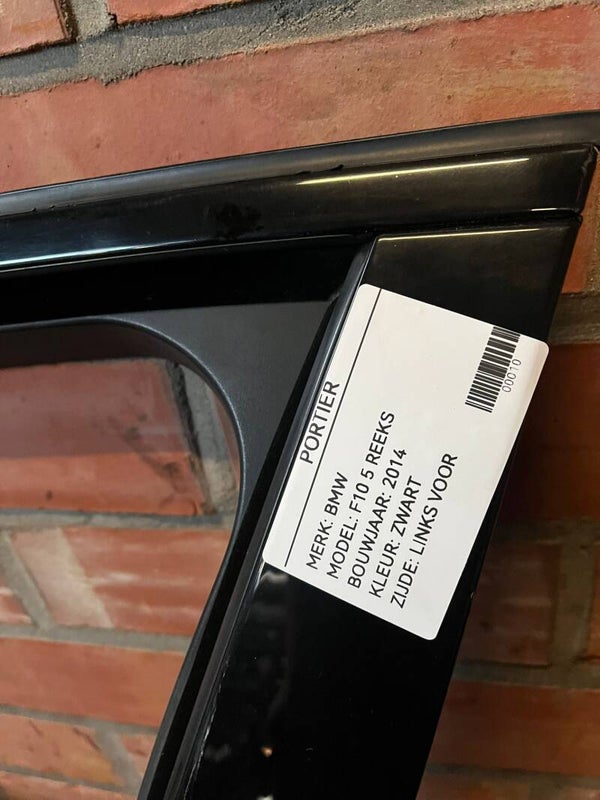 PORTIER
MERK: BMW
MODEL: F10 5 REEKS
BOUWJAAR: 2014
KLEUR: ZWART
ZIJDE: LINKS VOOR
00010